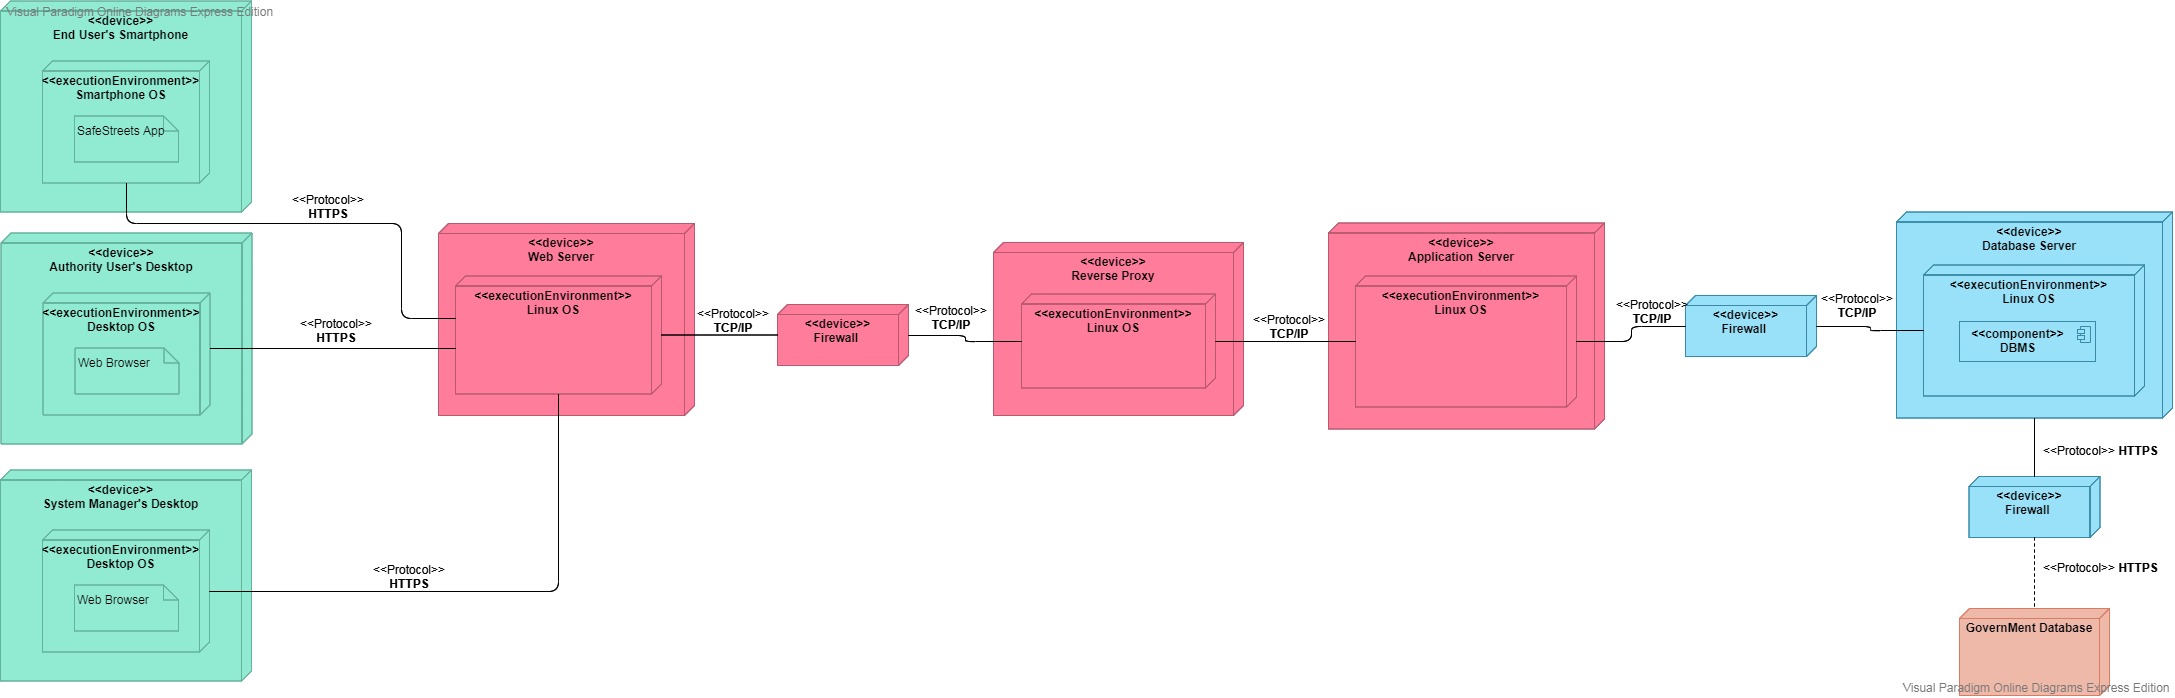 Visual Paradigm Online Diagrams Express Edition
<<device>>
End User's Smartphone
<<executionEnvironment>>
Smartphone OS
SafeStreets App
<<Protocol>>
HTTPS
<<device>>
Authority User's Desktop
<<executionEnvironment>>
Desktop OS
Web Browser
<<Protocol>>
HTTPS
<<device>>
System Manager's Desktop
<<executionEnvironment>>
Desktop OS
Web Browser
<<Protocol>>
HTTPS
<<device>>
Web Server
<<executionEnvironment>>
Linux OS
<<Protocol>>
TCP/IP
<<device>>
Firewall
<<Protocol>>
TCP/IP
<<device>>
Reverse Proxy
<<executionEnvironment>>
Linux OS
<<Protocol>>
TCP/IP
<<device>>
Application Server
<<executionEnvironment>>
Linux OS
<<Protocol>>
TCP/IP
<<device>>
Firewall
<<Protocol>>
TCP/IP
<<device>>
Database Server
<<executionEnvironment>>
Linux OS
<<component>>
DBMS
<<Protocol>> HTTPS
<<device>>
Firewall
<<Protocol>> HTTPS
GovernMent Database
Visual Paradigm Online Diagrams Express Edition